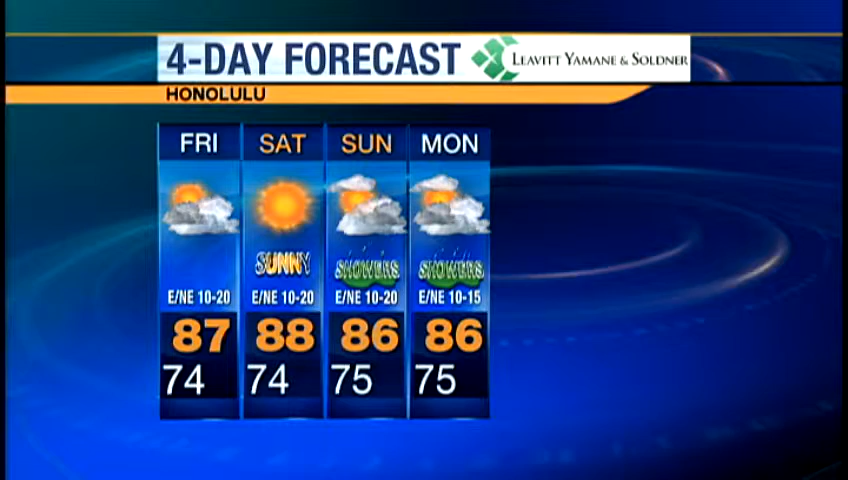 4-DAY FORECAST LEAVITT YAMANE & SOLDNER
HONOLULU
FRI SAT SUN MON
SUNNY SHOWERS SHOWERS
E/NE 10-20 E/NE 10-20 E/NE 10-20 E/NE 10-15
87 88 86 86
74 74 75 75